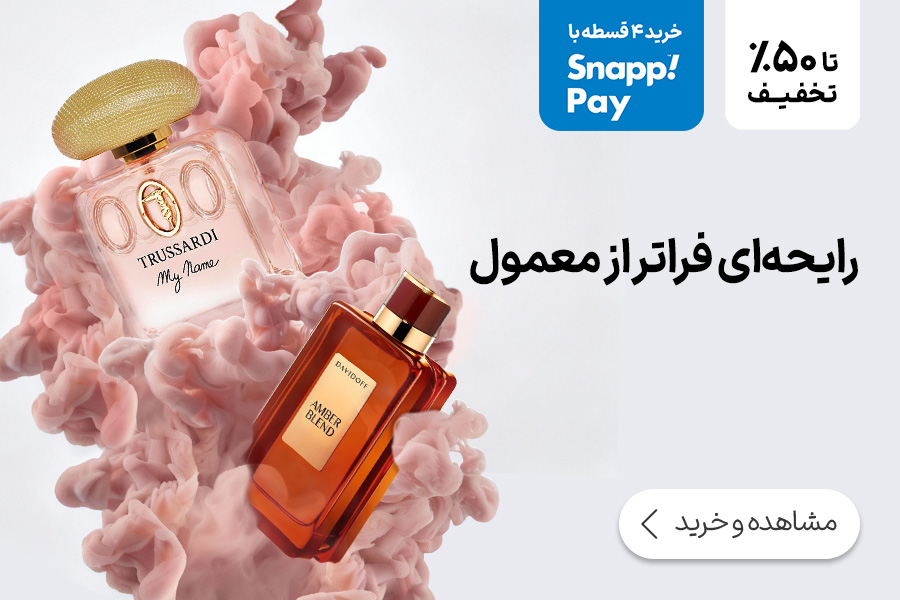 تا ۵۰٪
تخفیف
خرید ۴ قسطه با
Snapp!
Pay
رایحه‌ای فراتر از معمول
TRUSSARDI
My Name
DAVIDOFF
AMBER
BLEND
مشاهده و خرید